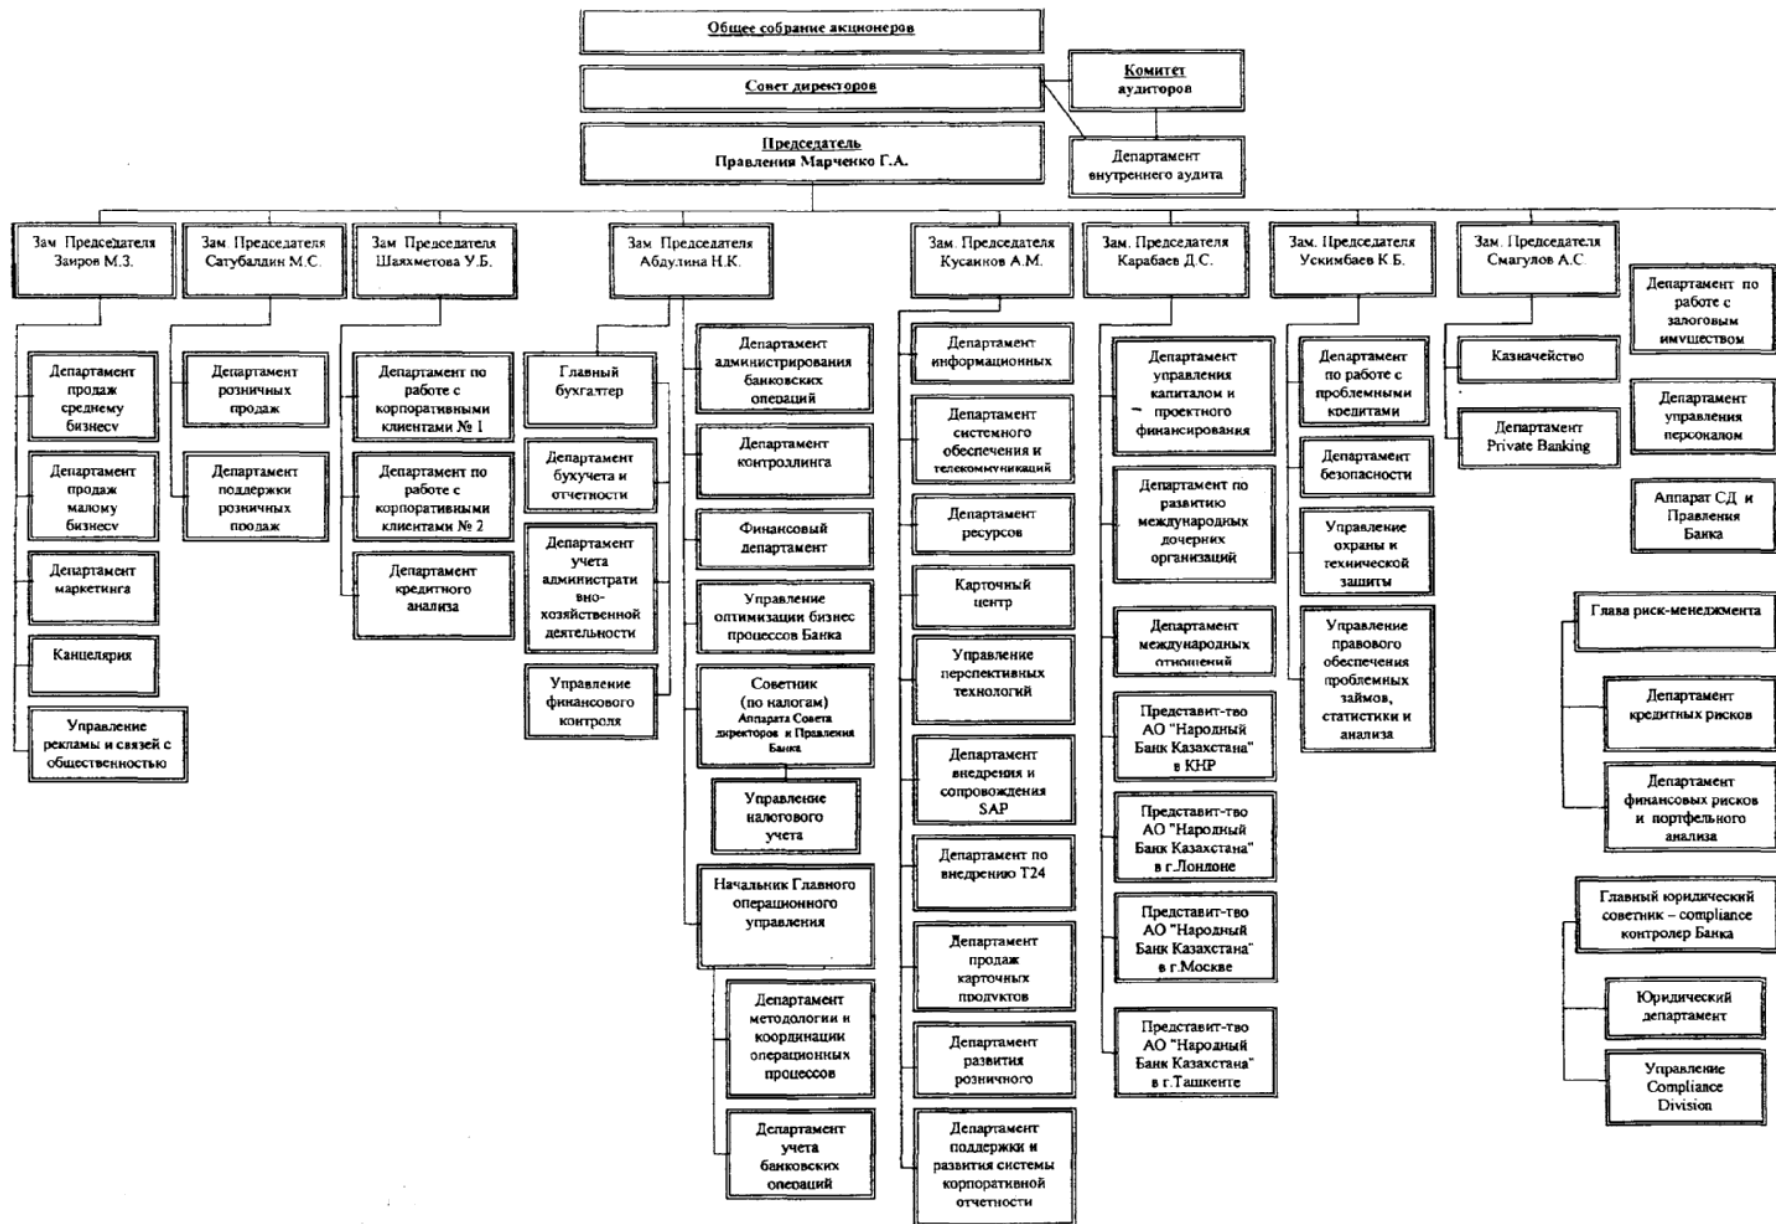 Общее собрание акционеров
Совет директоров
Комитет
аудиторов
Председатель
Правления Марченко Г.А.
Департамент
внутреннего аудита
Зам. Председателя
Заиров М.З.
Зам. Председателя
Сатубалдин М.С.
Зам. Председателя
Шаяхметова У.Б.
Зам. Председателя
Абдулина Н.К.
Зам. Председателя
Кусаинов А.М.
Зам. Председателя
Карабаев Д.С.
Зам. Председателя
Ускимбаев К.Б.
Зам. Председателя
Смагулов А.С.
Департамент
продаж
среднему
бизнесу
Департамент
продаж
малому
бизнесу
Департамент
маркетинга
Канцелярия
Управление
рекламы и связей с
общественностью
Департамент
розничных
продаж
Департамент
поддержки
розничных
продаж
Департамент по
работе с
корпоративными
клиентами № 1
Департамент по
работе с
корпоративными
клиентами № 2
Департамент
кредитного
анализа
Главный
бухгалтер
Департамент
бухучета и
отчетности
Департамент
учета
администрати
вно-
хозяйственной
деятельности
Управление
финансового
контроля
Департамент
администрирования
банковских
операций
Департамент
контроллинга
Финансовый
департамент
Управление
оптимизации бизнес
процессов Банка
Советник
(по налогам)
Аппарата Совета
директоров и Правления
Банка
Управление
налогового
учета
Начальник Главного
операционного
управления
Департамент
методологии и
координации
операционных
процессов
Департамент
учета
банковских
операций
Департамент
информационных
Департамент
системного
обеспечения и
телекоммуникаций
Департамент
ресурсов
Карточный
центр
Управление
перспективных
технологий
Департамент
внедрения и
сопровождения
SAP
Департамент по
внедрению Т24
Департамент
продаж
карточных
продуктов
Департамент
развития
розничного
Департамент
поддержки и
развития системы
корпоративной
отчетности
Департамент
управления
капиталом и
проектного
финансирования
Департамент по
развитию
международных
дочерних
организаций
Департамент
международных
отношений
Представит-тво
АО "Народный
Банк Казахстана"
в КНР
Представит-тво
АО "Народный
Банк Казахстана"
в г.Лондоне
Представит-тво
АО "Народный
Банк Казахстана"
в г.Москве
Представит-тво
АО "Народный
Банк Казахстана"
в г.Ташкенте
Департамент
по работе с
проблемными
кредитами
Департамент
безопасности
Управление
охраны и
технической
защиты
Управление
правового
обеспечения
проблемных
займов,
статистики и
анализа
Казначейство
Департамент
Private Banking
Департамент по
работе с
залоговым
имуществом
Департамент
управления
персоналом
Аппарат СД и
Правления
Банка
Глава риск-менеджмента
Департамент
кредитных рисков
Департамент
финансовых рисков
и портфельного
анализа
Главный юридический
советник – compliance
контролер Банка
Юридический
департамент
Управление
Compliance
Division